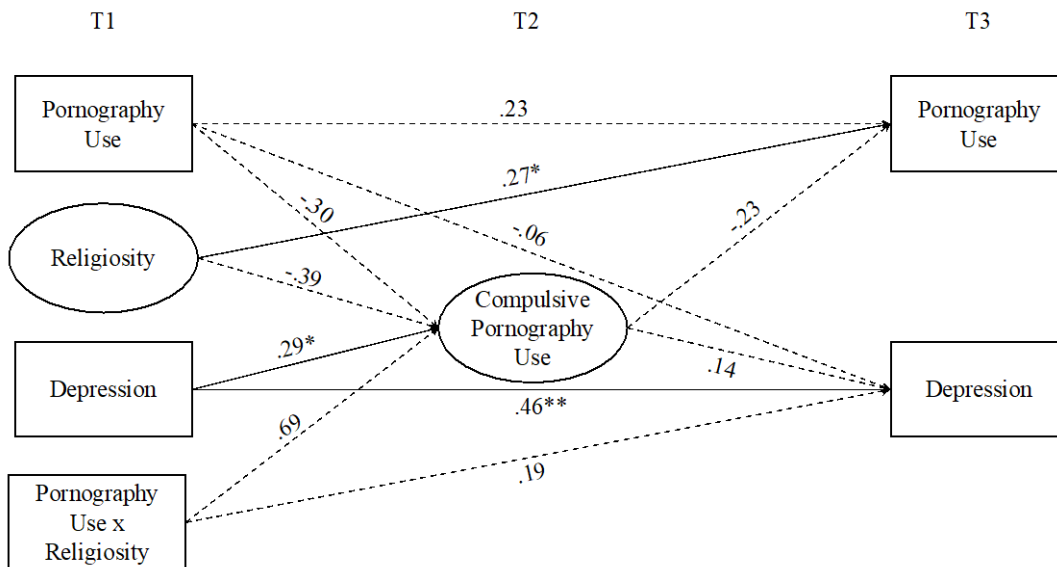 T1
T2
T3
Pornography
Use
.23
Pornography
Use
.27*
-.30
-.23
-.06
Religiosity
-.39
Compulsive
Pornography
Use
.29*
.14
Depression
.46**
Depression
.69
.19
Pornography
Use x
Religiosity